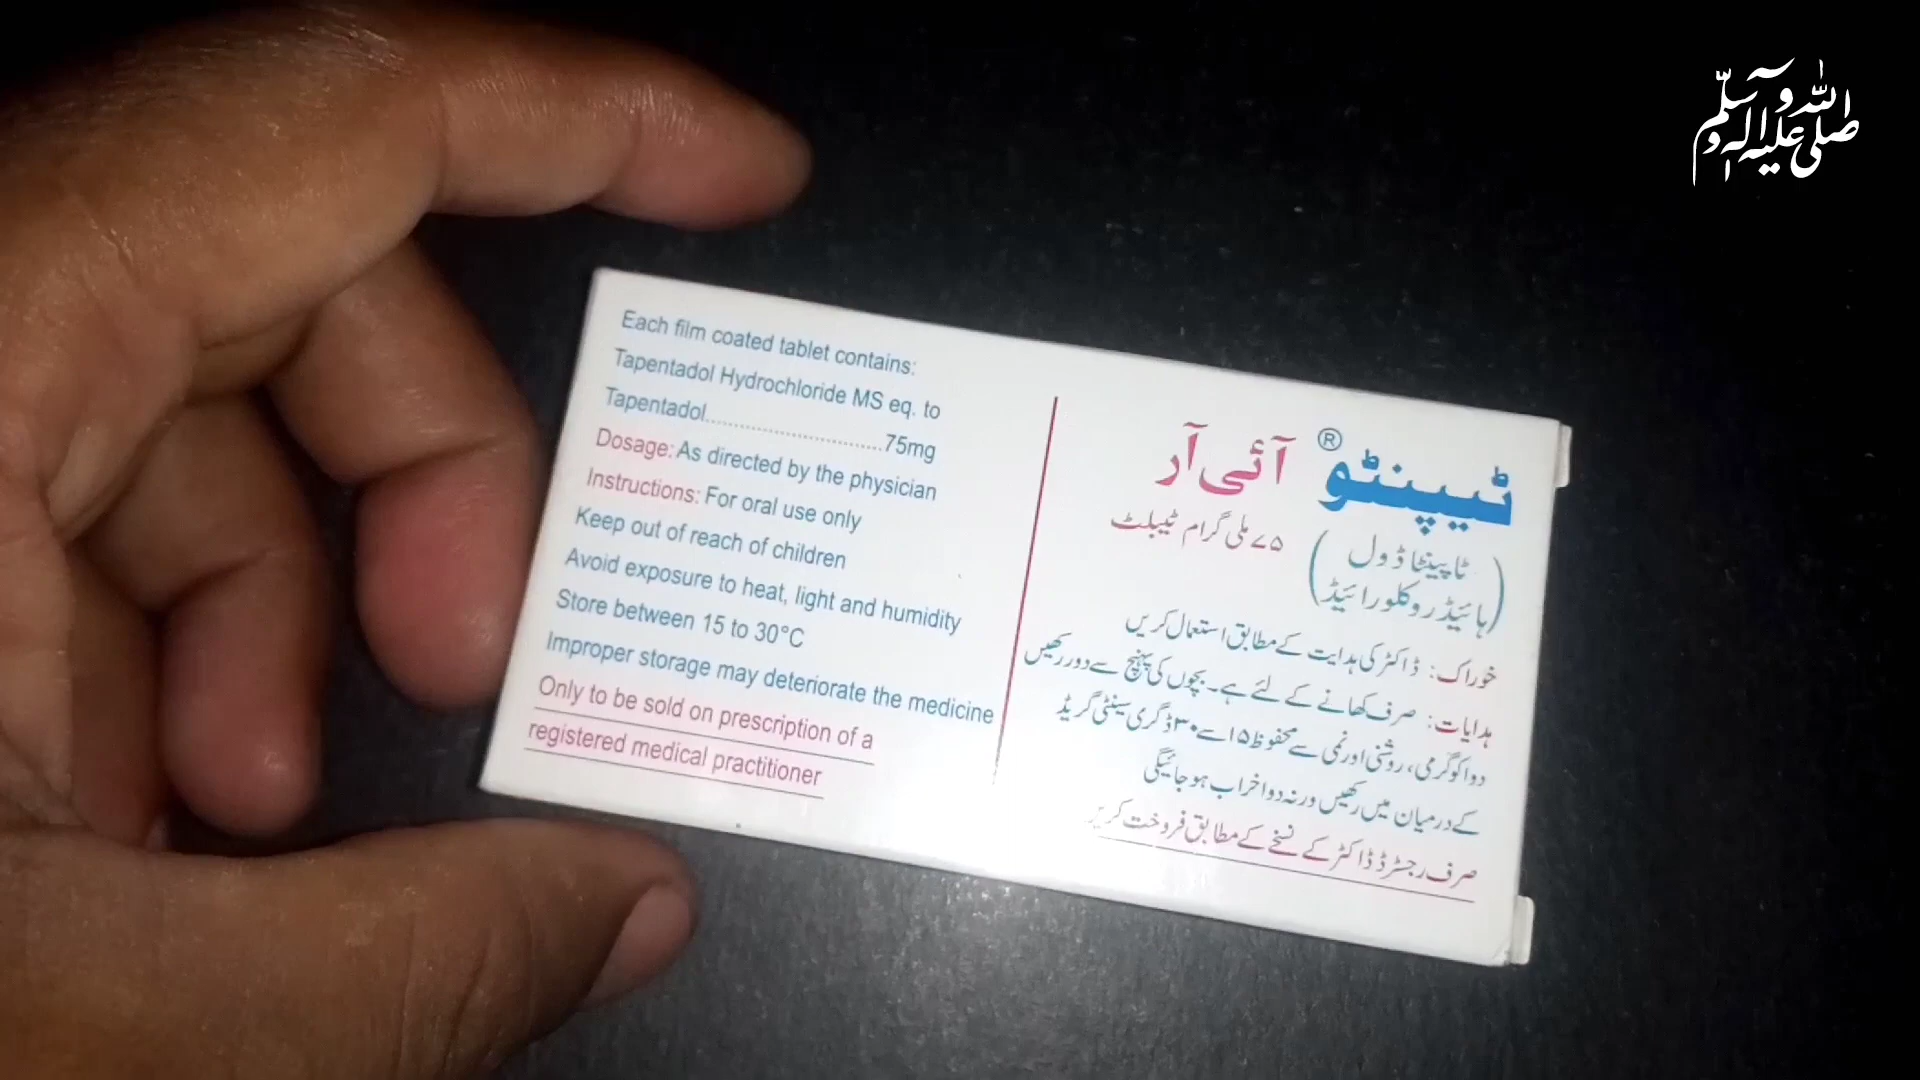 صلى الله عليه وآله وسلم
Each film coated tablet contains:
Tapentadol Hydrochloride MS eq. to
Tapentadol..............................75mg
Dosage: As directed by the physician
Instructions: For oral use only
Keep out of reach of children
Avoid exposure to heat, light and humidity
Store between 15 to 30°C
Improper storage may deteriorate the medicine
Only to be sold on prescription of a
registered medical practitioner
ٹیپنٹو® آئی آر
۷۵ ملی گرام ٹیبلٹ
(ٹاپینٹاڈول
ہائیڈروکلورائیڈ)
خوراک: ڈاکٹر کی ہدایت کے مطابق استعمال کریں
ہدایات: صرف کھانے کے لئے ہے۔ بچوں کی پہنچ سے دور رکھیں
دوا کو گرمی، روشنی اور نمی سے محفوظ ۱۵ سے ۳۰ ڈگری سینٹی گریڈ
کے درمیان میں رکھیں ورنہ دوا خراب ہو جائیگی
صرف رجسٹرڈ ڈاکٹر کے نسخے کے مطابق فروخت کریں